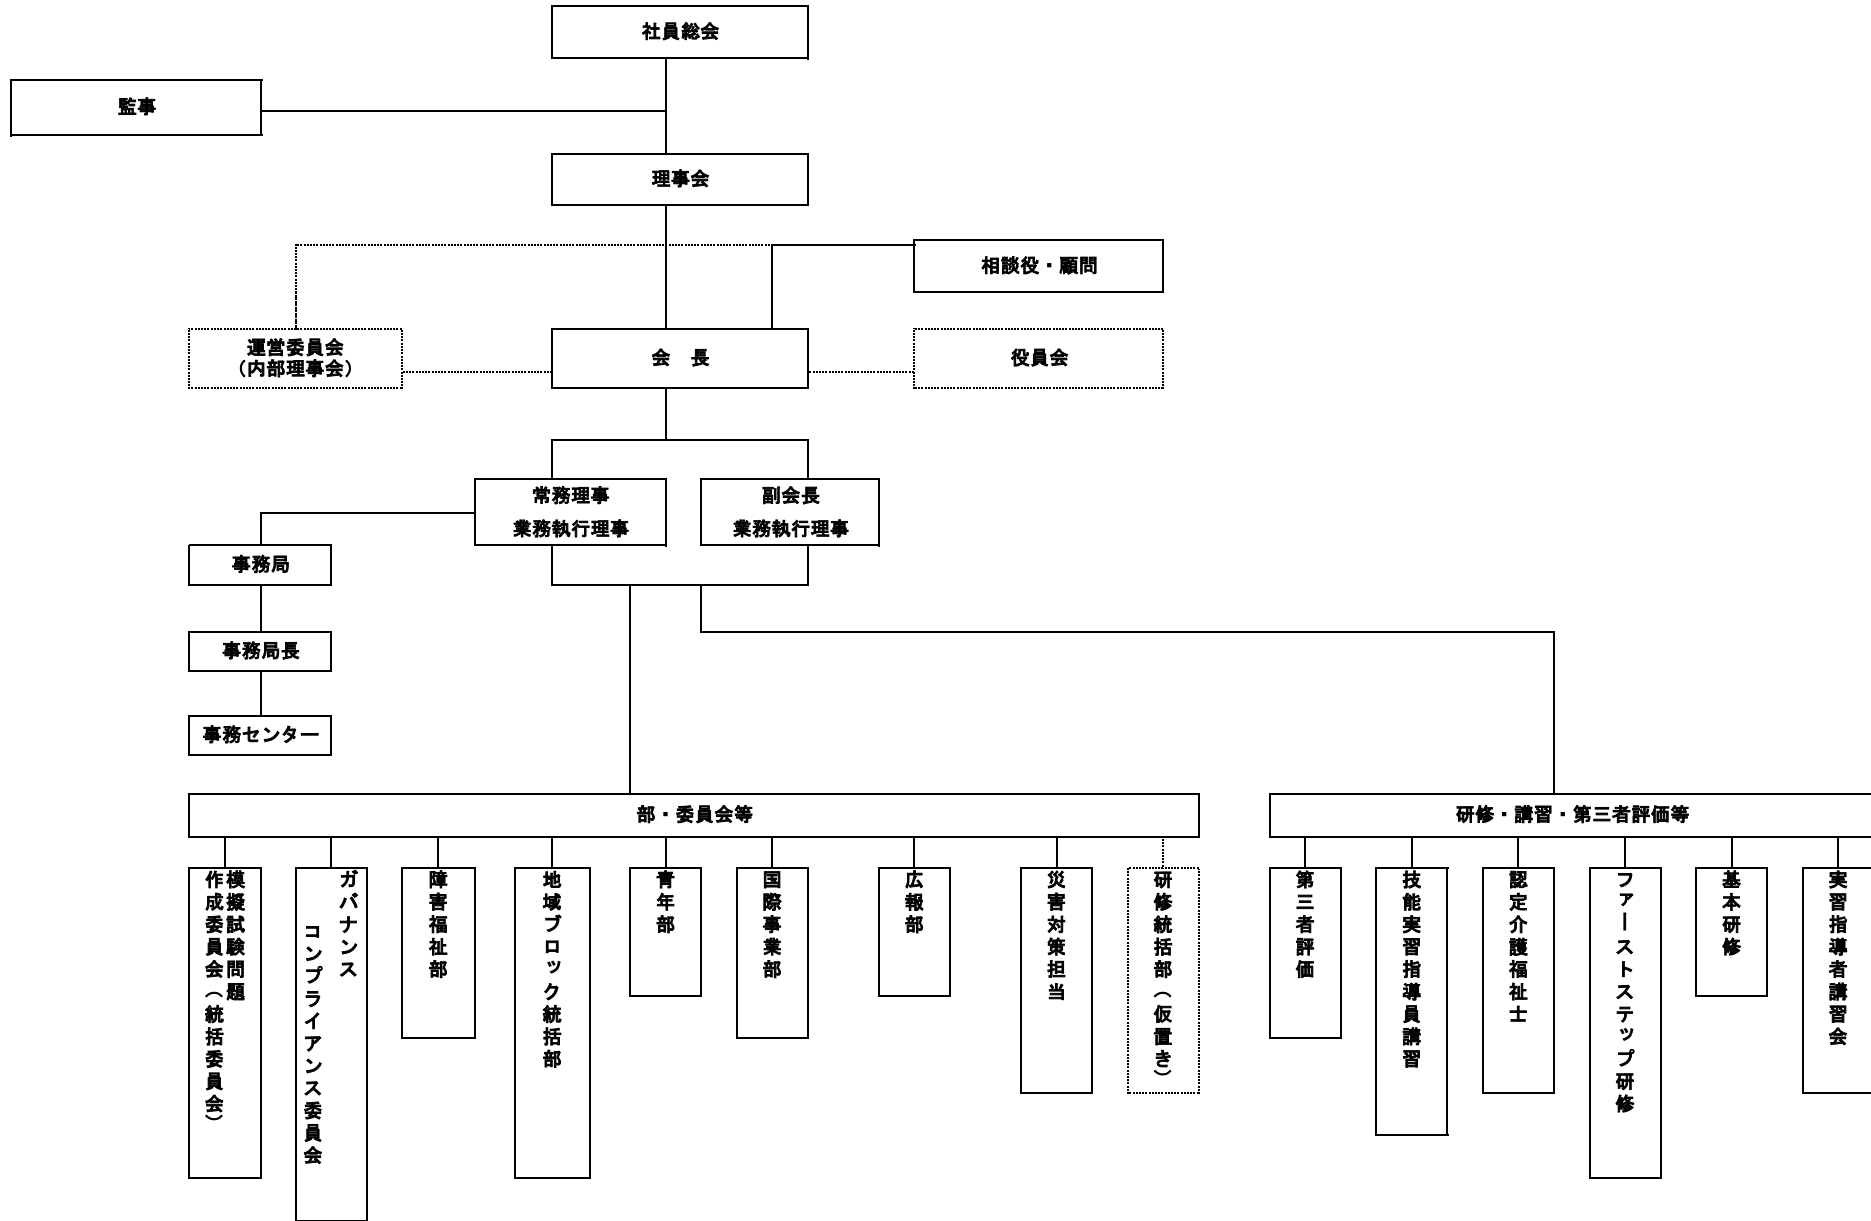 社員総会
監事
理事会
相談役・顧問
運営委員会
（内部理事会）
会　長
役員会
常務理事
業務執行理事
副会長
業務執行理事
事務局
事務局長
事務センター
部・委員会等
研修・講習・第三者評価等
模擬試験問題
作成委員会（統括委員会）
ガバナンス
コンプライアンス委員会
障害福祉部
地域ブロック統括部
青年部
国際事業部
広報部
災害対策担当
研修統括部（仮置き）
第三者評価
技能実習指導員講習
認定介護福祉士
ファーストステップ研修
基本研修
実習指導者講習会